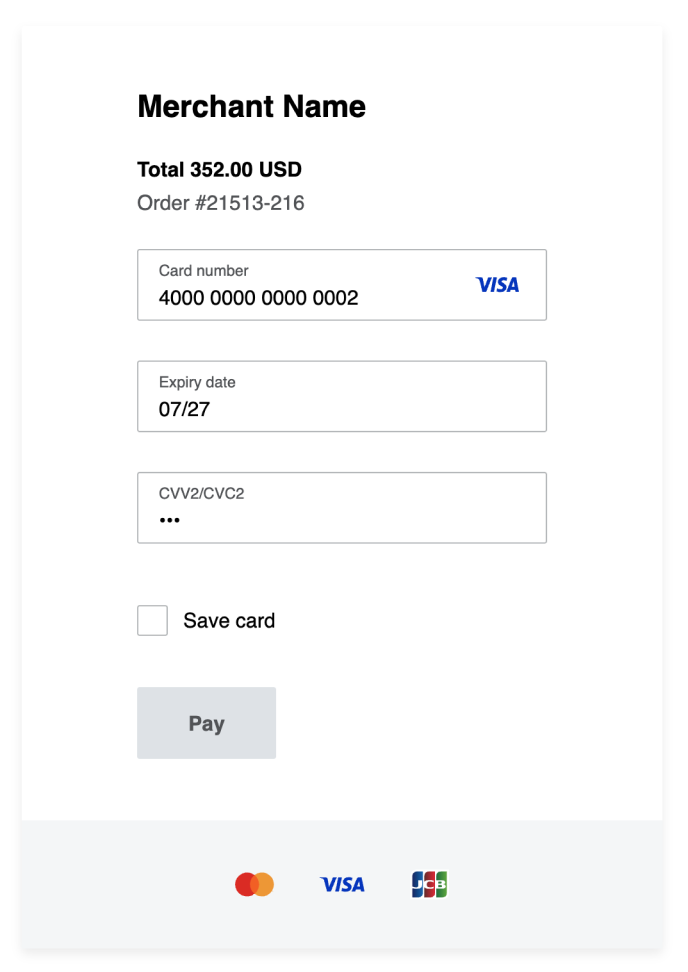 Merchant Name
Total 352.00 USD
Order #21513-216
Card number
4000 0000 0000 0002
VISA
Expiry date
07/27
CVV2/CVC2
•••
Save card
Pay
VISA JCB